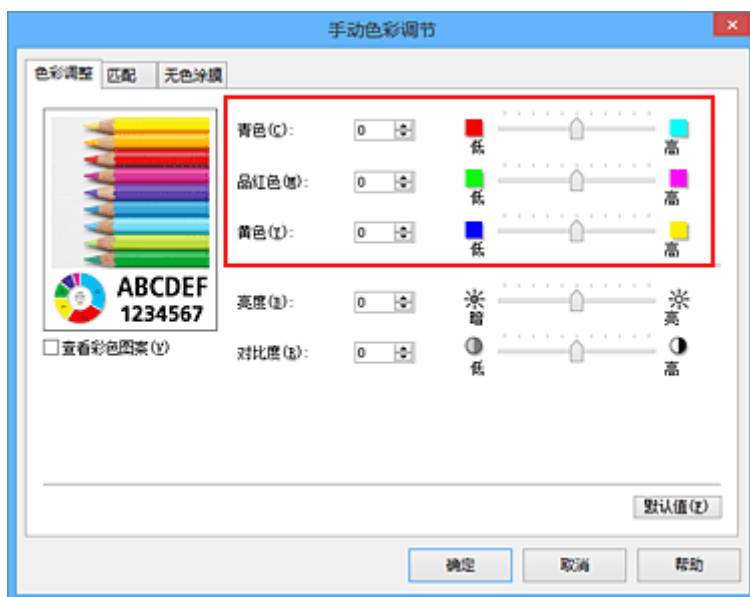 手动色彩调节
色彩调整 匹配 无色涂膜
青色(C): 0 低 高
品红色(M): 0 低 高
黄色(Y): 0 低 高
ABCDEF
1234567
亮度(B): 0 暗 亮
查看彩色图案(Y)
对比度(R): 0 低 高
默认值(F)
确定 取消 帮助